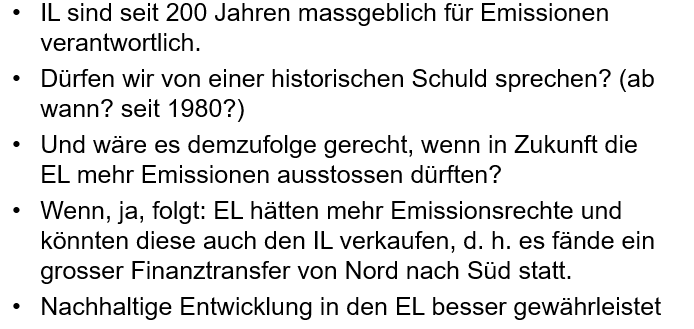 • IL sind seit 200 Jahren massgeblich für Emissionen
verantwortlich.
• Dürfen wir von einer historischen Schuld sprechen? (ab
wann? seit 1980?)
• Und wäre es demzufolge gerecht, wenn in Zukunft die
EL mehr Emissionen ausstossen dürften?
• Wenn, ja, folgt: EL hätten mehr Emissionsrechte und
könnten diese auch den IL verkaufen, d. h. es fände ein
grosser Finanztransfer von Nord nach Süd statt.
• Nachhaltige Entwicklung in den EL besser gewährleistet